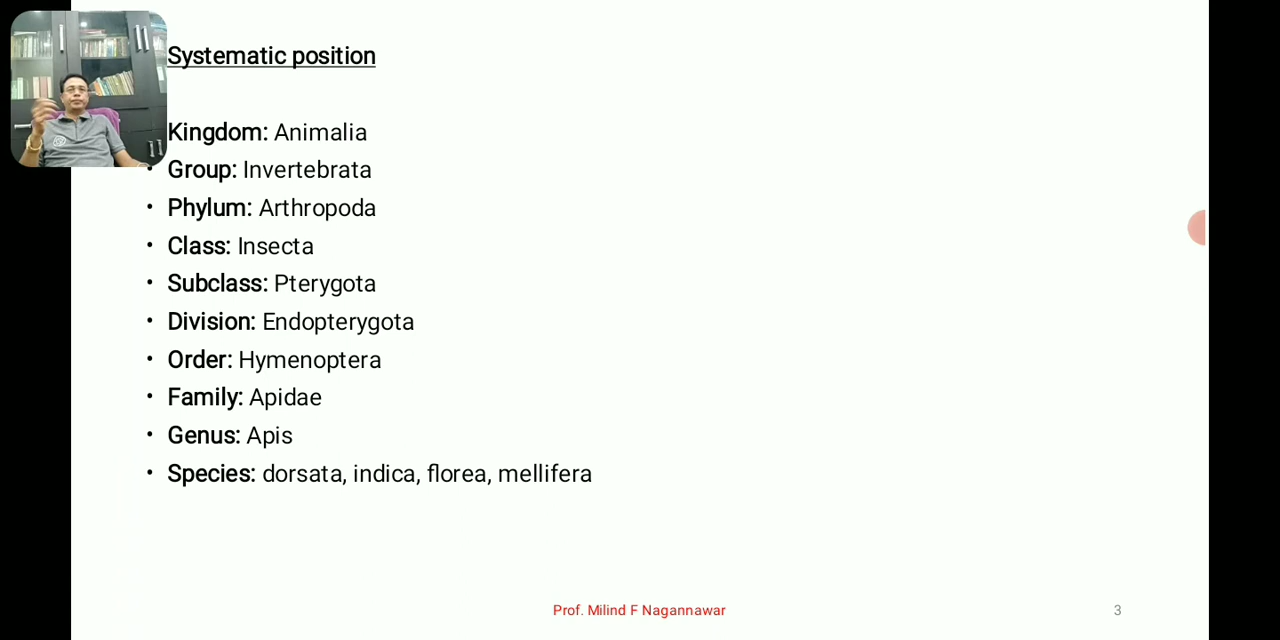 Systematic position
Kingdom: Animalia
• Group: Invertebrata
• Phylum: Arthropoda
• Class: Insecta
• Subclass: Pterygota
• Division: Endopterygota
• Order: Hymenoptera
• Family: Apidae
• Genus: Apis
• Species: dorsata, indica, florea, mellifera
Prof. Milind F Nagannawar
3